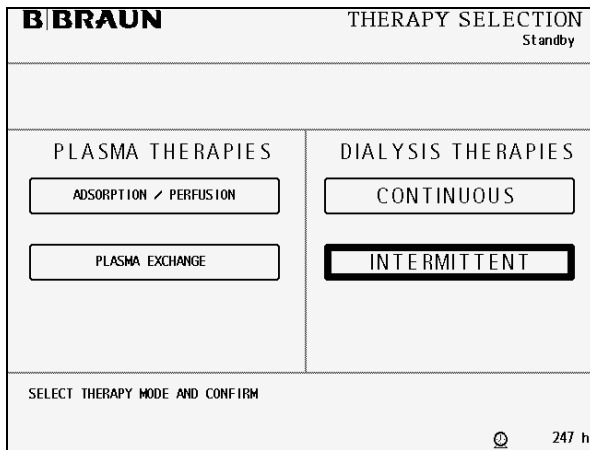 B|BRAUN
THERAPY SELECTION
Standby
PLASMA THERAPIES
ADSORPTION / PERFUSION
PLASMA EXCHANGE
DIALYSIS THERAPIES
CONTINUOUS
INTERMITTENT
SELECT THERAPY MODE AND CONFIRM
247 h